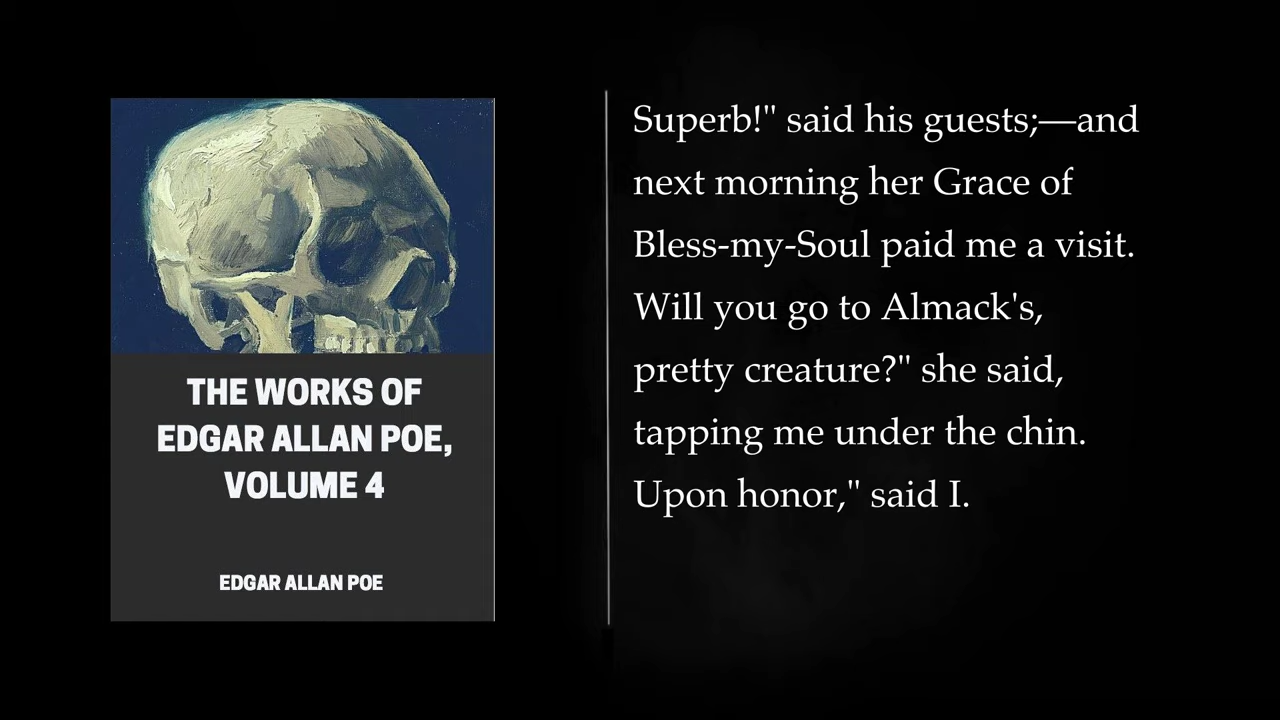 THE WORKS OF
EDGAR ALLAN POE,
VOLUME 4
EDGAR ALLAN POE
Superb!" said his guests;—and
next morning her Grace of
Bless-my-Soul paid me a visit.
Will you go to Almack's,
pretty creature?" she said,
tapping me under the chin.
Upon honor," said I.